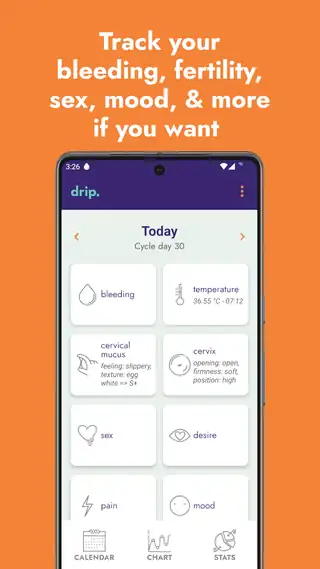 Track your
bleeding, fertility,
sex, mood, & more
if you want
3:26
drip.
Today
Cycle day 30
bleeding
temperature
36.55 °C - 07:12
cervical
mucus
feeling: slippery,
texture: egg
white => S+
cervix
opening: open,
firmness: soft,
position: high
sex
desire
pain
mood
CALENDAR
CHART
STATS